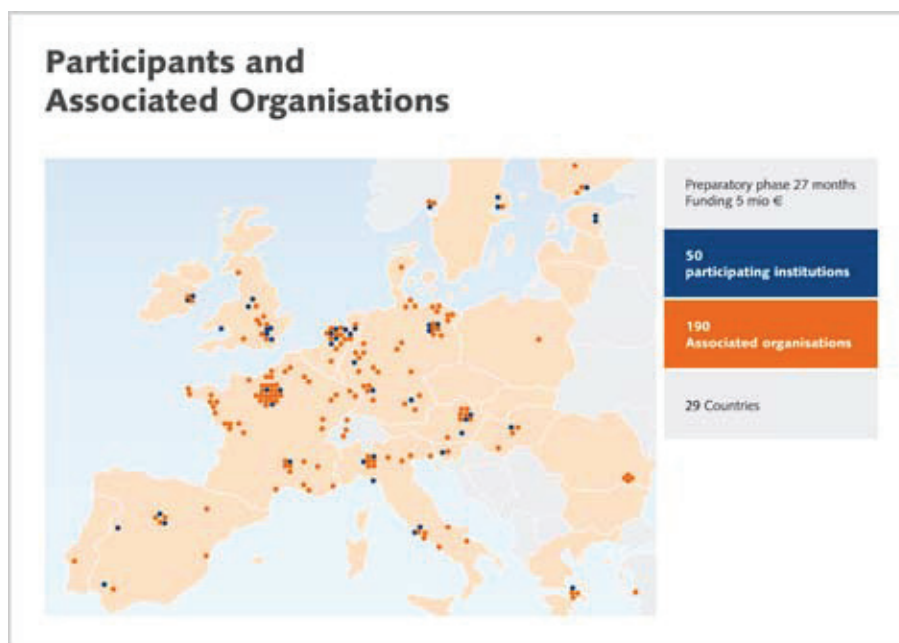 Participants and
Associated Organisations
Preparatory phase 27 months
Funding 5 mio €
50
participating institutions
190
Associated organisations
29 Countries